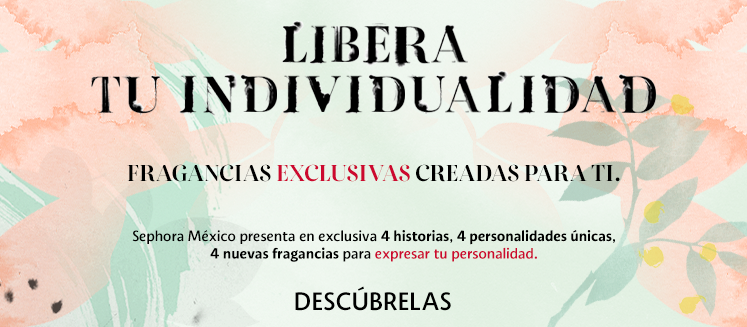 LIBERA
TU INDIVIDUALIDAD
FRAGANCIAS EXCLUSIVAS CREADAS PARA TI.
Sephora México presenta en exclusiva 4 historias, 4 personalidades únicas,
4 nuevas fragancias para expresar tu personalidad.
DESCÚBRELAS